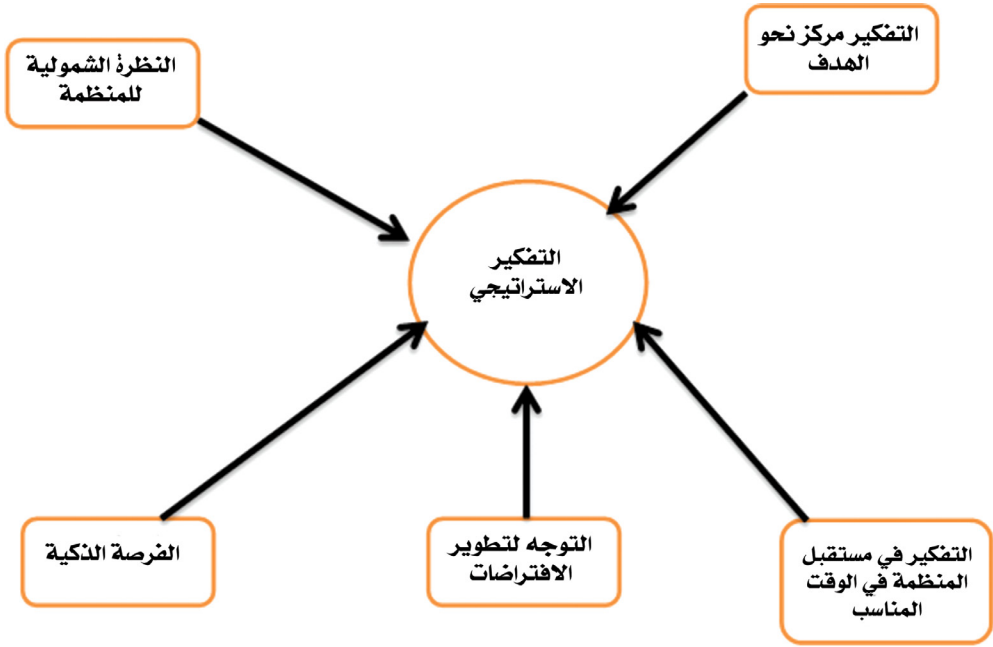 التفكير مركز نحو
الهدف
النظرة الشمولية
للمنظمة
التفكير
الاستراتيجي
التفكير في مستقبل
المنظمة في الوقت
المناسب
التوجه لتطوير
الافتراضات
الفرصة الذكية